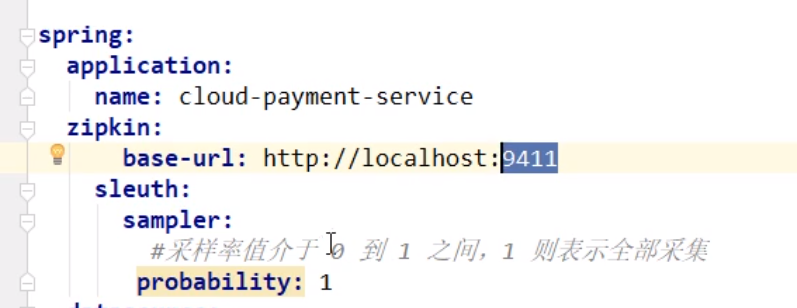 spring:
  application:
    name: cloud-payment-service
  zipkin:
      base-url: http://localhost:9411
    sleuth:
      sampler:
        #采样率值介于 0 到 1 之间，1 则表示全部采集
       probability: 1